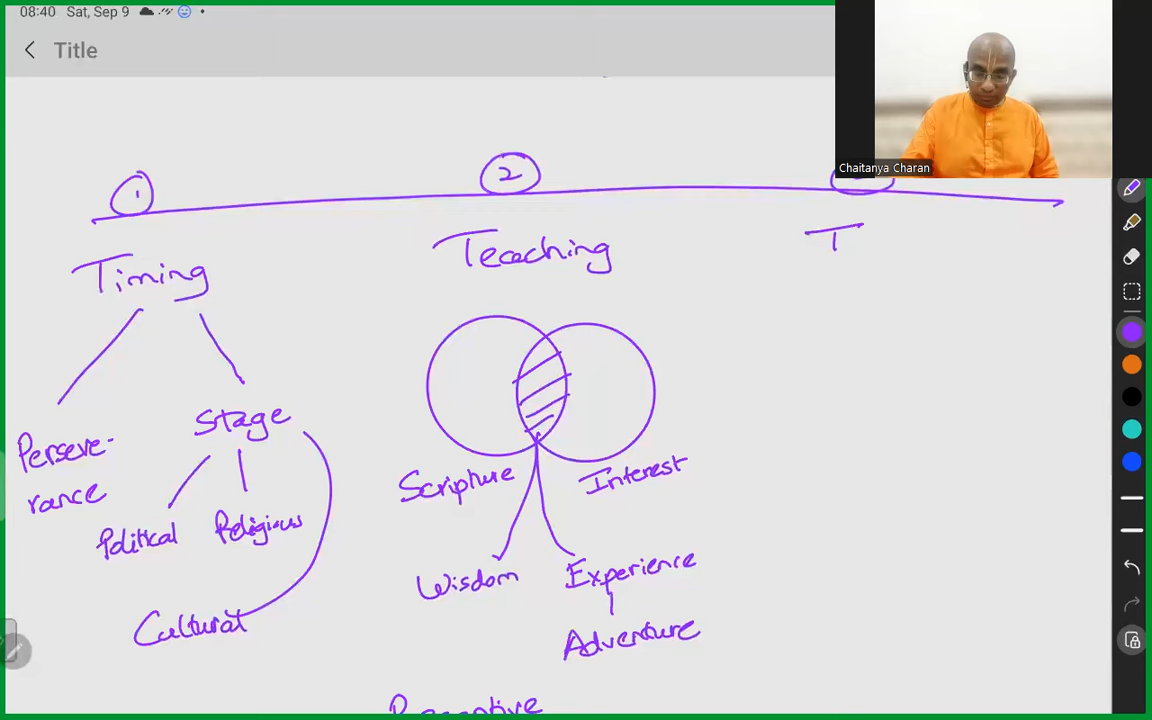 08:40 Sat, Sep 9
Title
Chaitanya Charan
1
2
Timing
Teaching
T
Perseve-
rance
Stage
Political
Religious
Cultural
Scripture
Interest
Wisdom
Experience
Adventure